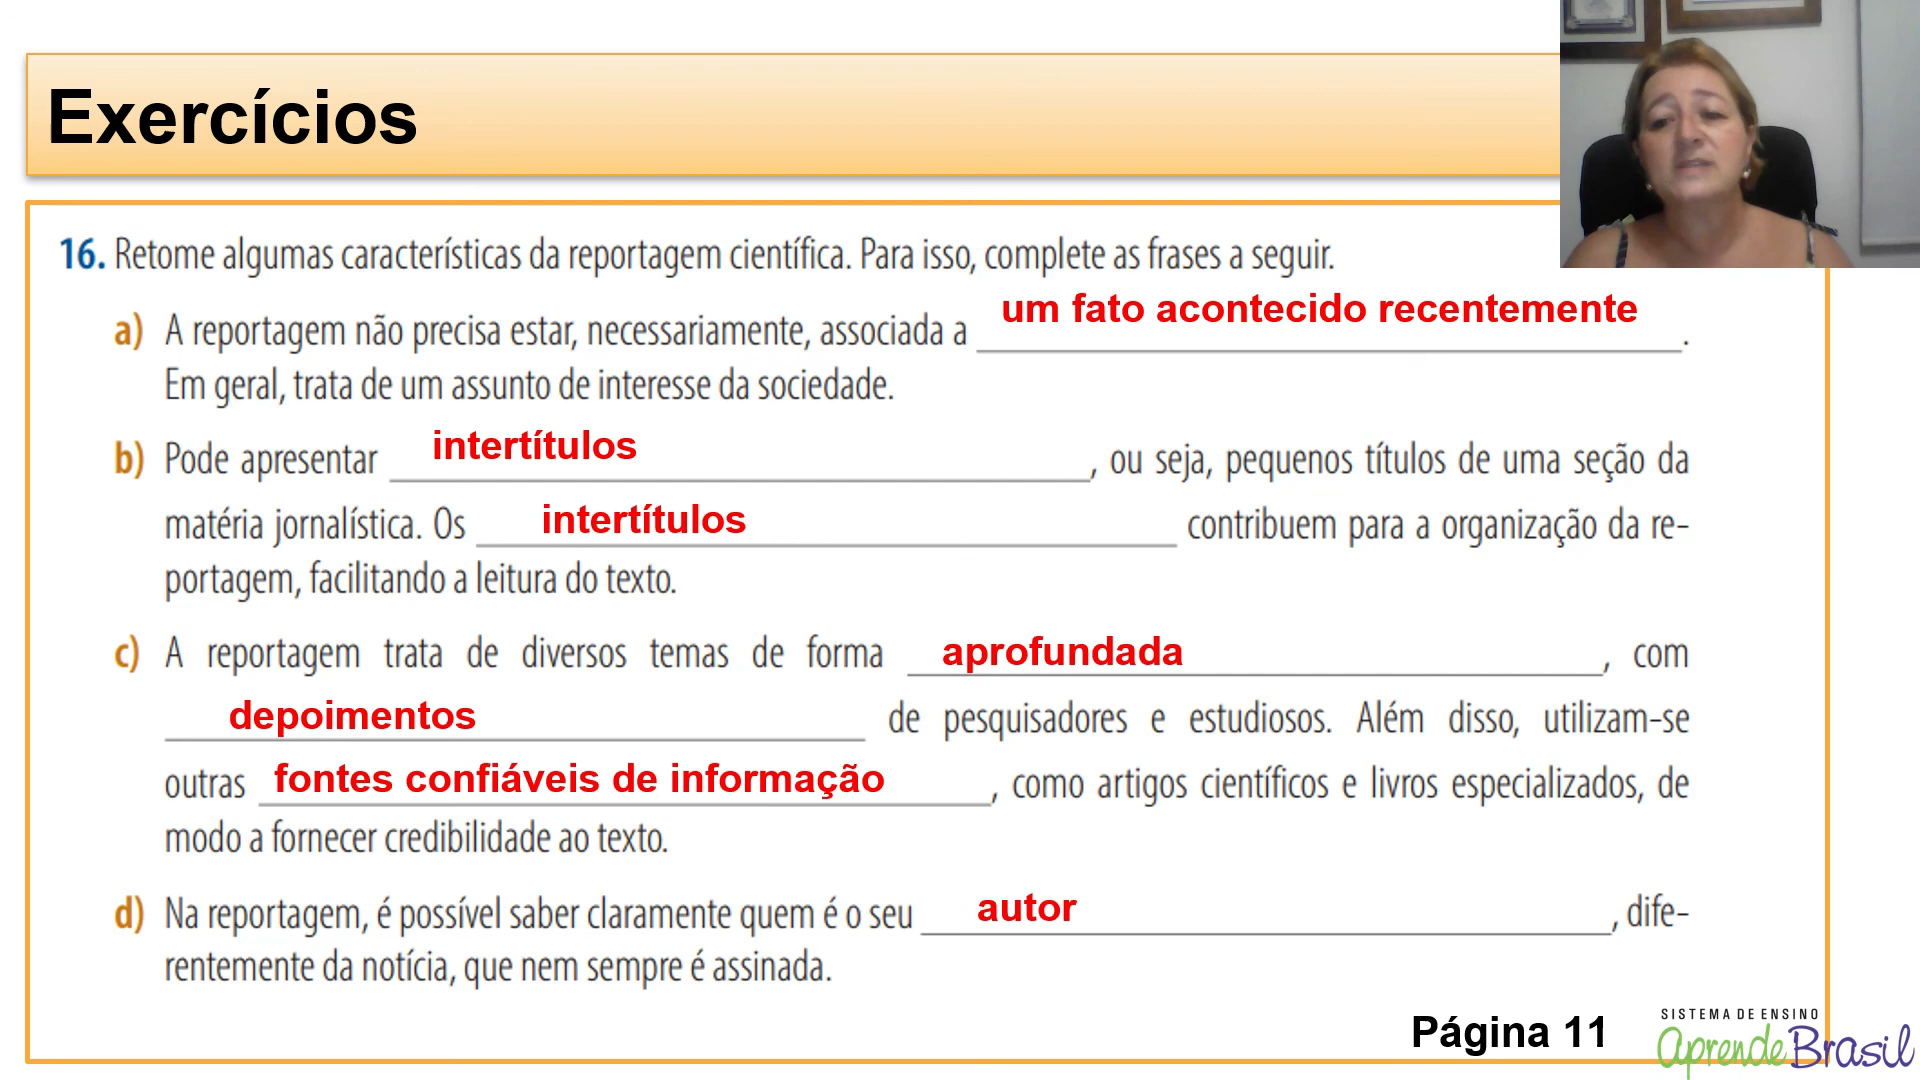 Exercícios
16. Retome algumas características da reportagem científica. Para isso, complete as frases a seguir.
a) A reportagem não precisa estar, necessariamente, associada a um fato acontecido recentemente.
Em geral, trata de um assunto de interesse da sociedade.
b) Pode apresentar intertítulos, ou seja, pequenos títulos de uma seção da
matéria jornalística. Os intertítulos contribuem para a organização da re-
portagem, facilitando a leitura do texto.
c) A reportagem trata de diversos temas de forma aprofundada, com
depoimentos de pesquisadores e estudiosos. Além disso, utilizam-se
outras fontes confiáveis de informação, como artigos científicos e livros especializados, de
modo a fornecer credibilidade ao texto.
d) Na reportagem, é possível saber claramente quem é o seu autor, dife-
rentemente da notícia, que nem sempre é assinada.
Página 11
SISTEMA DE ENSINO
aprende Brasil